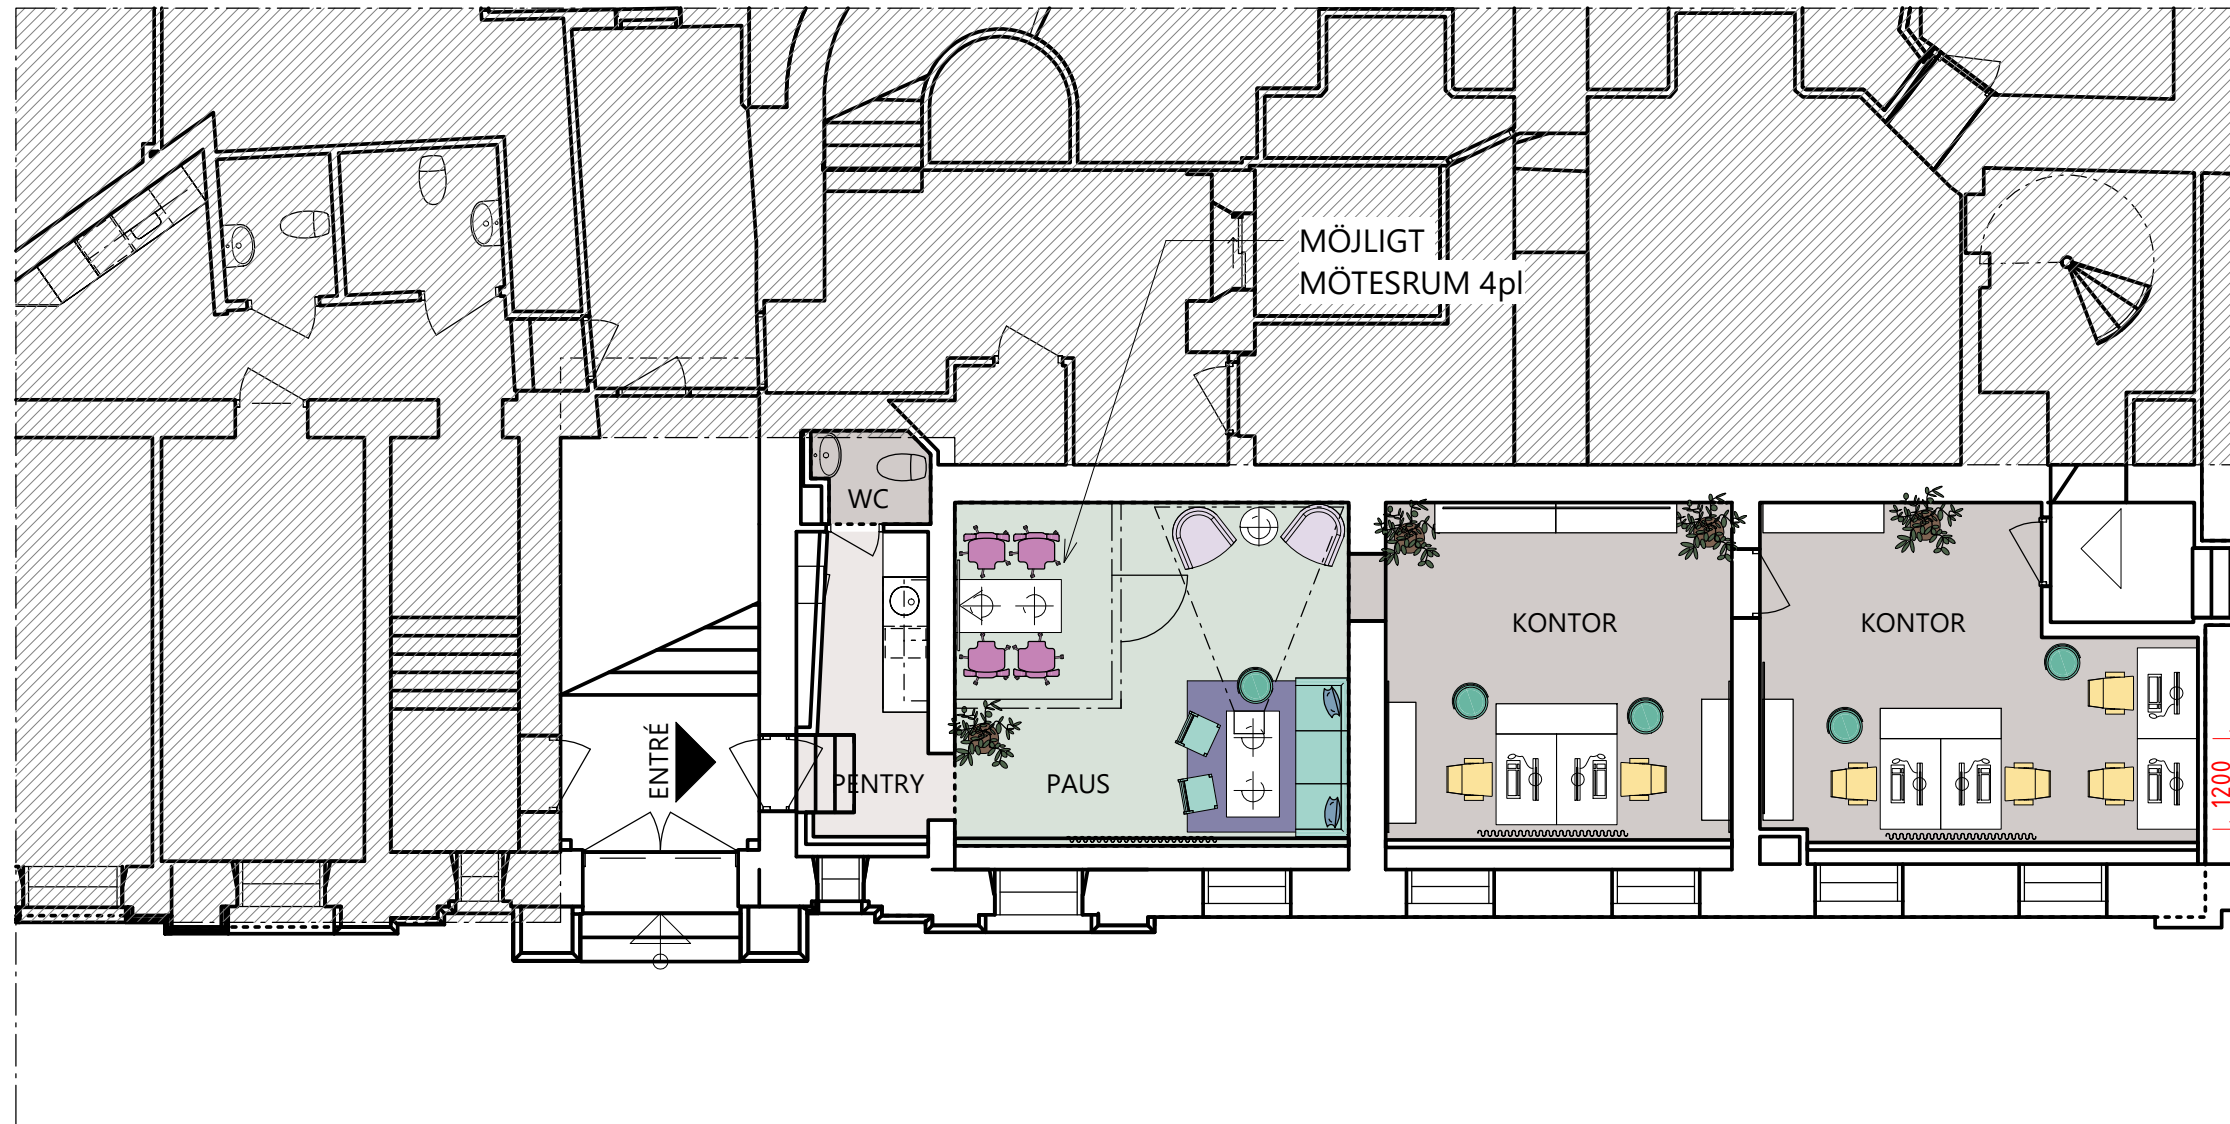 MÖJLIGT
MÖTESRUM 4pl
WC
KONTOR
KONTOR
ENTRÉ
PENTRY
PAUS
1200